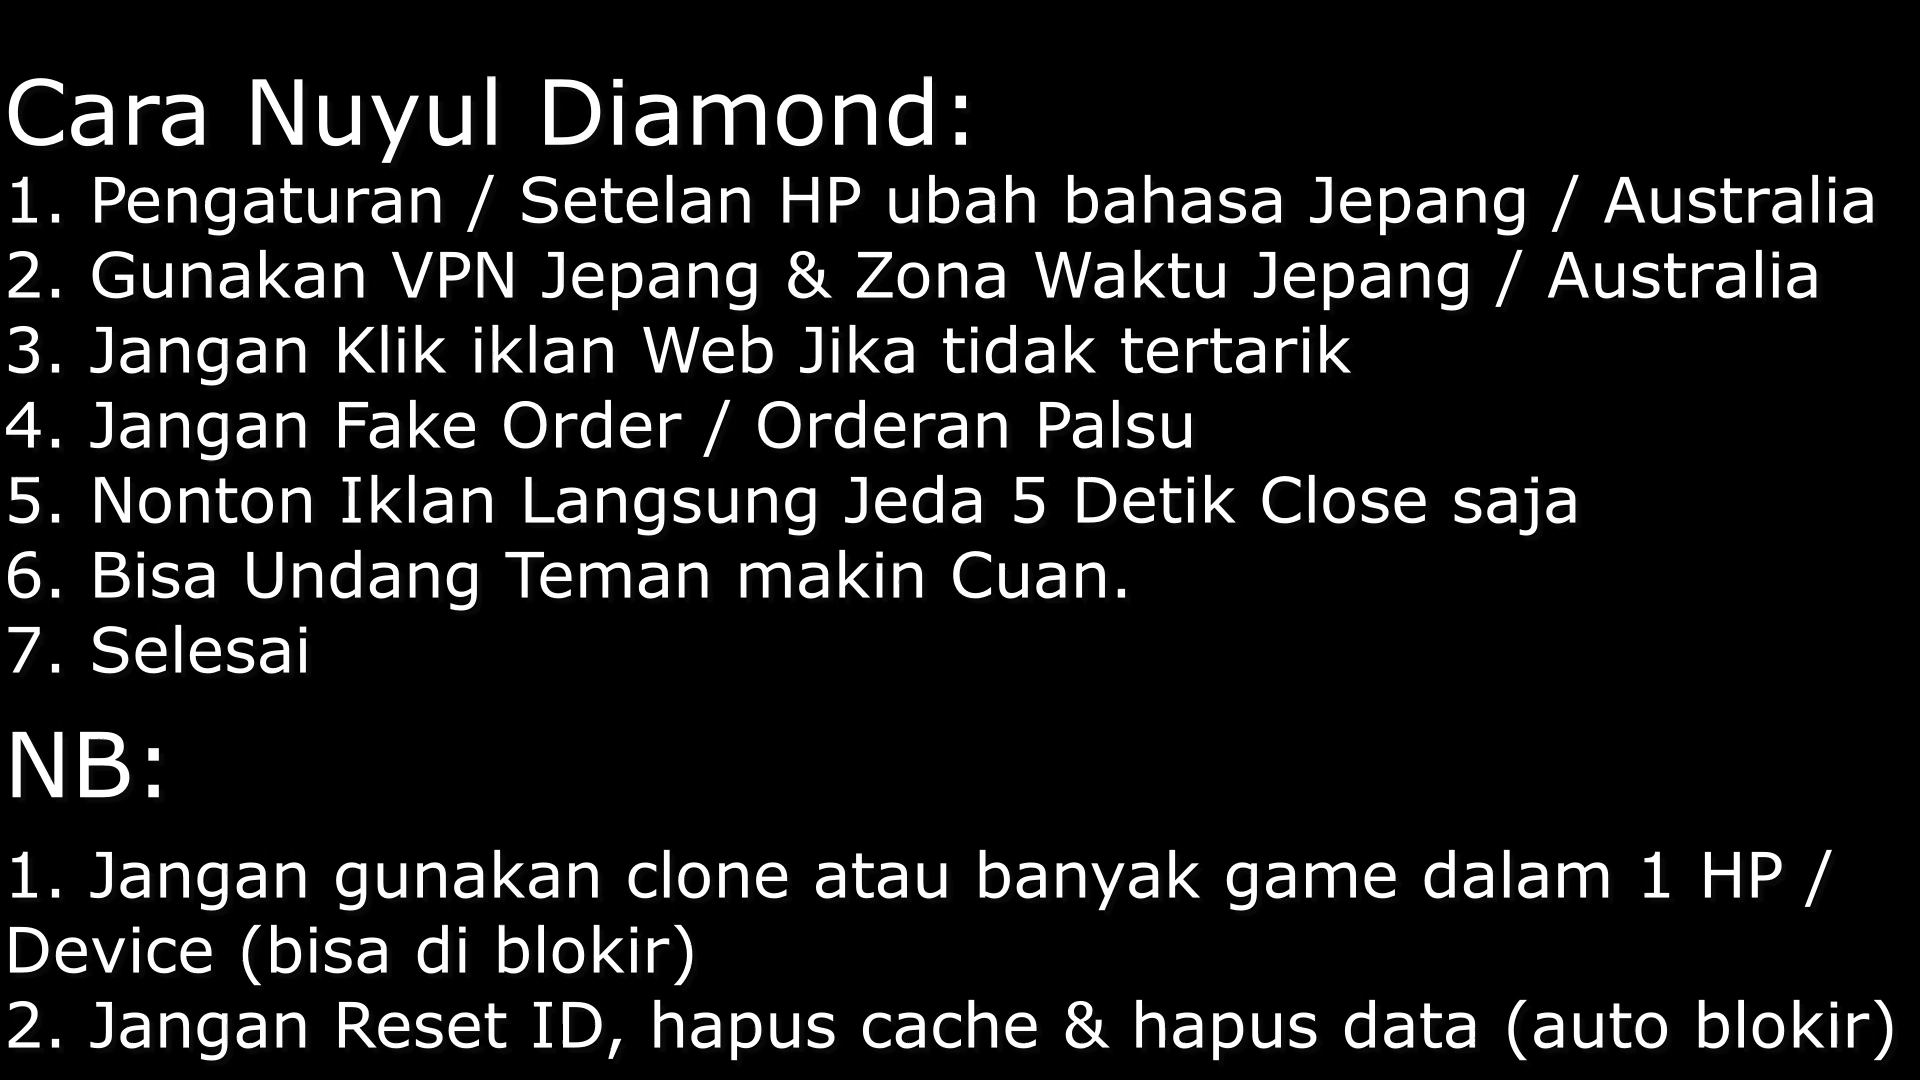 Cara Nuyul Diamond:
1. Pengaturan / Setelan HP ubah bahasa Jepang / Australia
2. Gunakan VPN Jepang & Zona Waktu Jepang / Australia
3. Jangan Klik iklan Web Jika tidak tertarik
4. Jangan Fake Order / Orderan Palsu
5. Nonton Iklan Langsung Jeda 5 Detik Close saja
6. Bisa Undang Teman makin Cuan.
7. Selesai
NB:
1. Jangan gunakan clone atau banyak game dalam 1 HP /
Device (bisa di blokir)
2. Jangan Reset ID, hapus cache & hapus data (auto blokir)